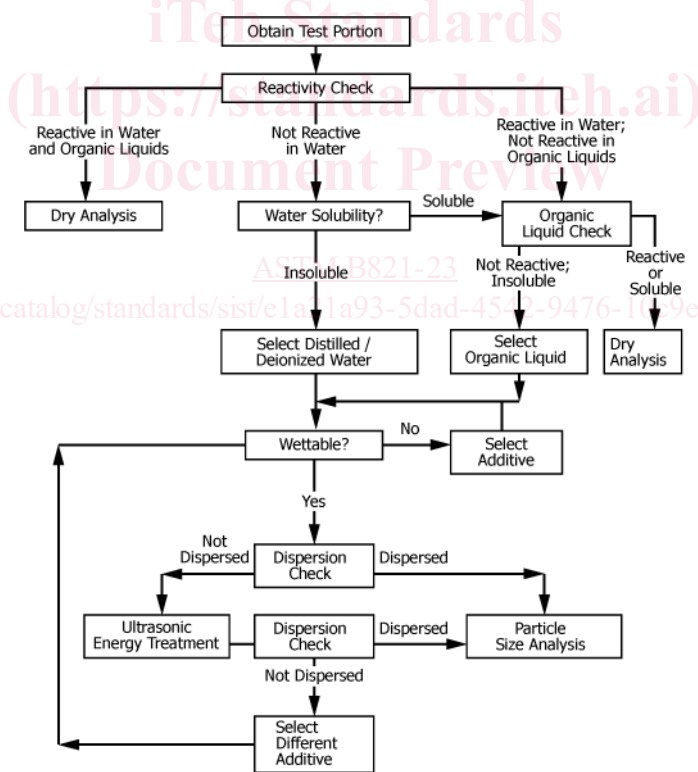 iTeh Standards
Obtain Test Portion
(https://standards.iteh.ai)
Reactivity Check
Reactive in Water
and Organic Liquids
Not Reactive
in Water
Reactive in Water;
Not Reactive in
Organic Liquids
Document Preview
Dry Analysis
Water Solubility?
Soluble
Organic
Liquid Check
ASTM B821-23
Insoluble
Not Reactive;
Insoluble
Reactive
or
Soluble
Select Distilled /
Deionized Water
Select
Organic Liquid
Dry
Analysis
Wettable?
No
Select
Additive
Yes
Not
Dispersed
Dispersion
Check
Dispersed
Ultrasonic
Energy Treatment
Dispersion
Check
Dispersed
Particle
Size Analysis
Not Dispersed
Select
Different
Additive